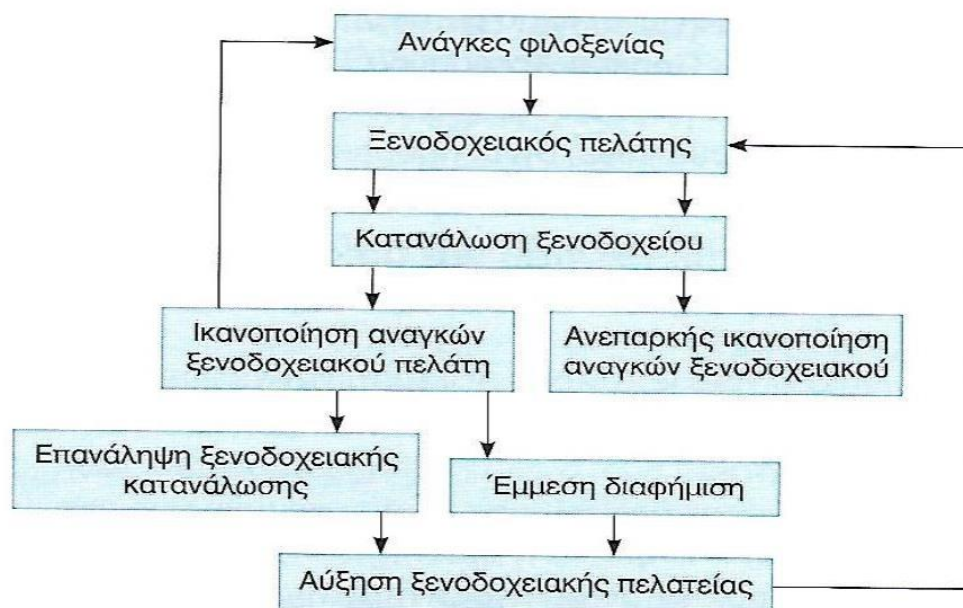 Ανάγκες φιλοξενίας
Ξενοδοχειακός πελάτης
Κατανάλωση ξενοδοχείου
Ικανοποίηση αναγκών
ξενοδοχειακού πελάτη
Ανεπαρκής ικανοποίηση
αναγκών ξενοδοχειακού
Επανάληψη ξενοδοχειακής
κατανάλωσης
Έμμεση διαφήμιση
Αύξηση ξενοδοχειακής πελατείας